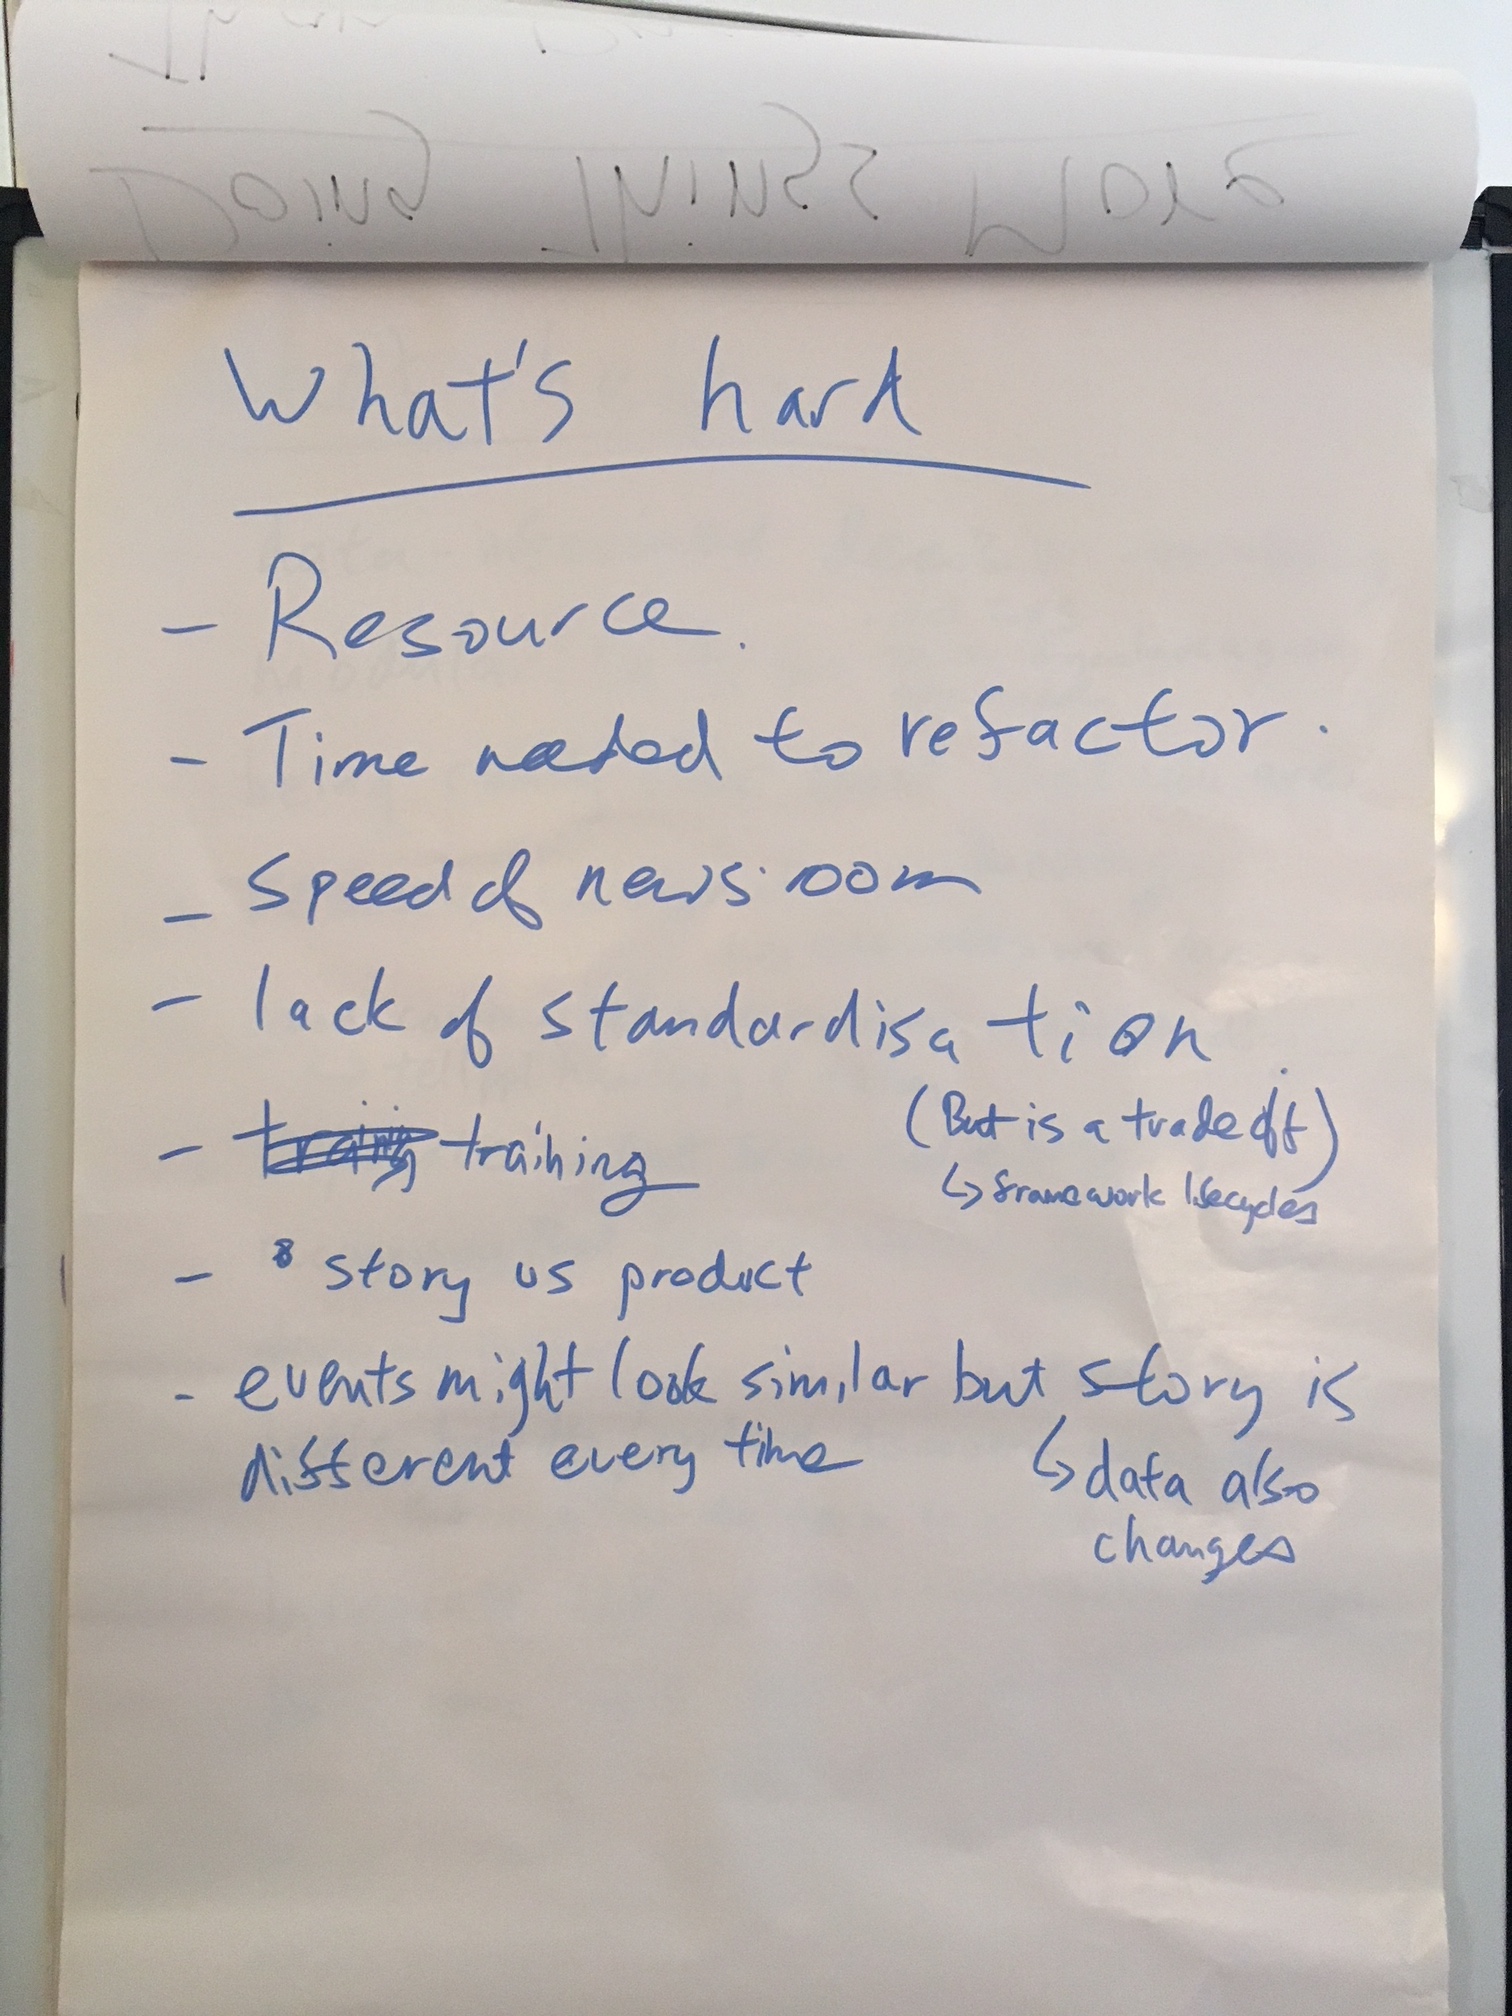 What's hard
- Resource.
- Time needed to refactor.
- Speed of newsroom
- lack of standardisation.
(But is a tradeoff)
- training
↳ framework lifecycles
- story vs product
- events might look similar but story is
different every time
↳ data also
changes